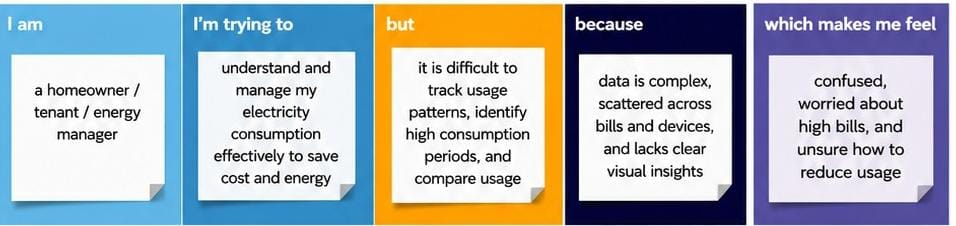 I am
a homeowner /
tenant / energy
manager
I'm trying to
understand and
manage my
electricity
consumption
effectively to save
cost and energy
but
it is difficult to
track usage
patterns, identify
high consumption
periods, and
compare usage
because
data is complex,
scattered across
bills and devices,
and lacks clear
visual insights
which makes me feel
confused,
worried about
high bills, and
unsure how to
reduce usage